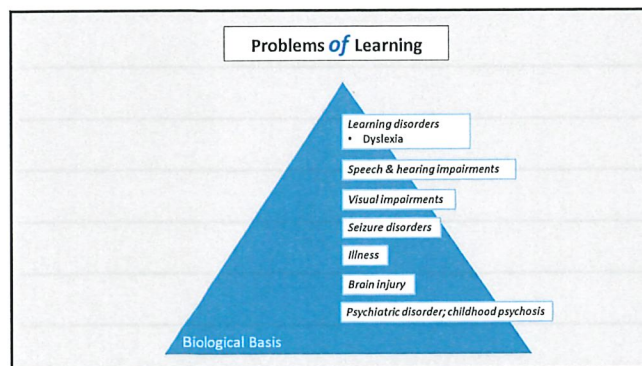 Problems of Learning
Learning disorders
• Dyslexia
Speech & hearing impairments
Visual impairments
Seizure disorders
Illness
Brain injury
Psychiatric disorder; childhood psychosis
Biological Basis